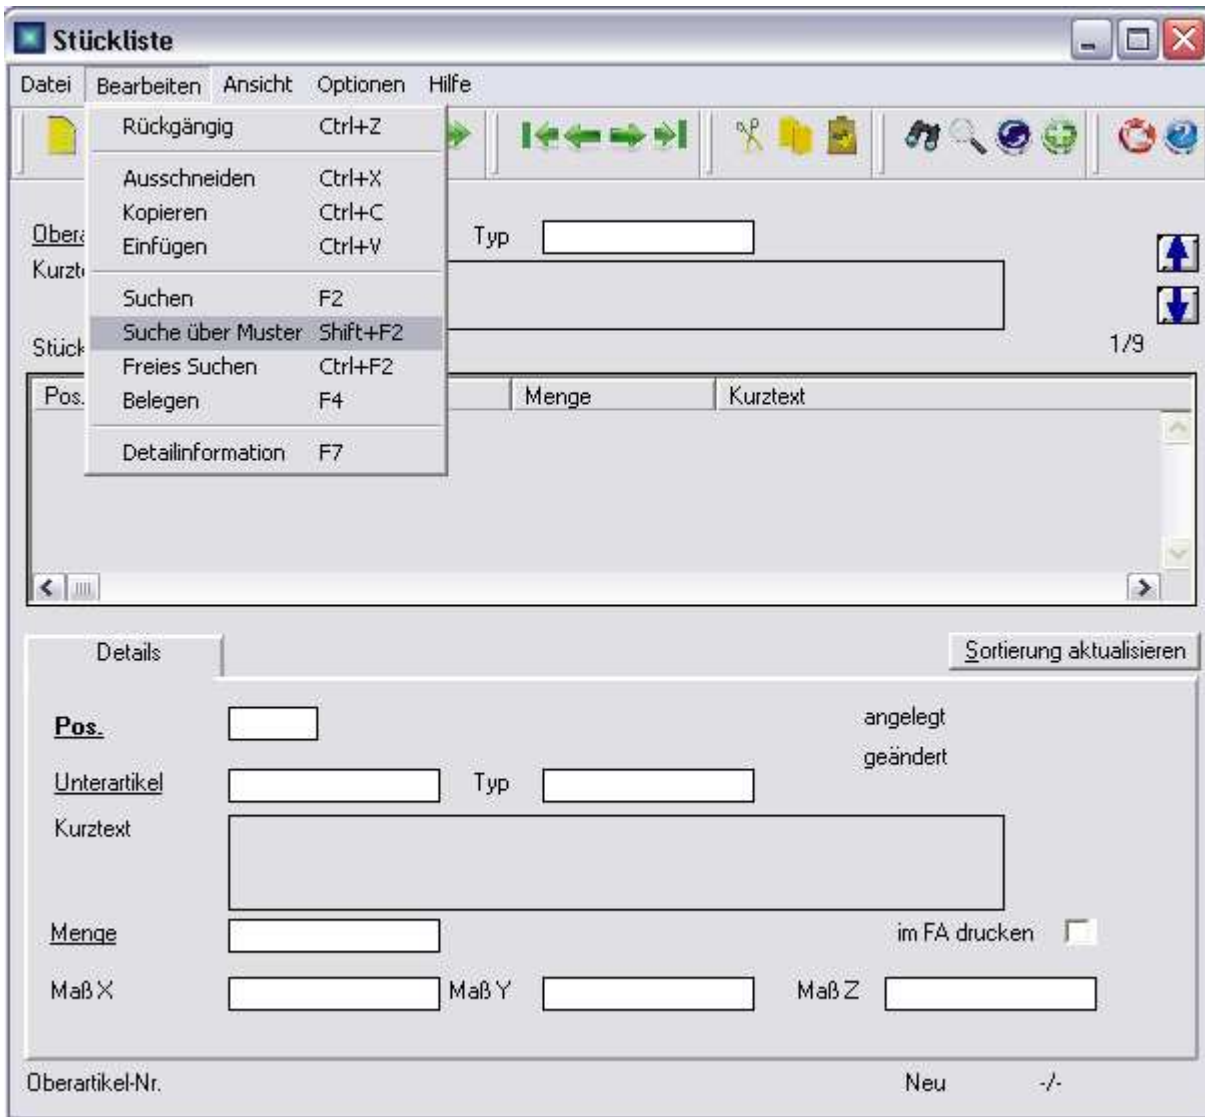 Stückliste
Datei Bearbeiten Ansicht Optionen Hilfe
Rückgängig Ctrl+Z
Ausschneiden Ctrl+X
Kopieren Ctrl+C
Einfügen Ctrl+V
Suchen F2
Suche über Muster Shift+F2
Freies Suchen Ctrl+F2
Belegen F4
Detailinformation F7
Typ
1/9
Pos. Menge Kurztext
Details Sortierung aktualisieren
Pos. angelegt
geändert
Unterartikel Typ
Kurztext
Menge im FA drucken
Maß X Maß Y Maß Z
Oberartikel-Nr. Neu -/-